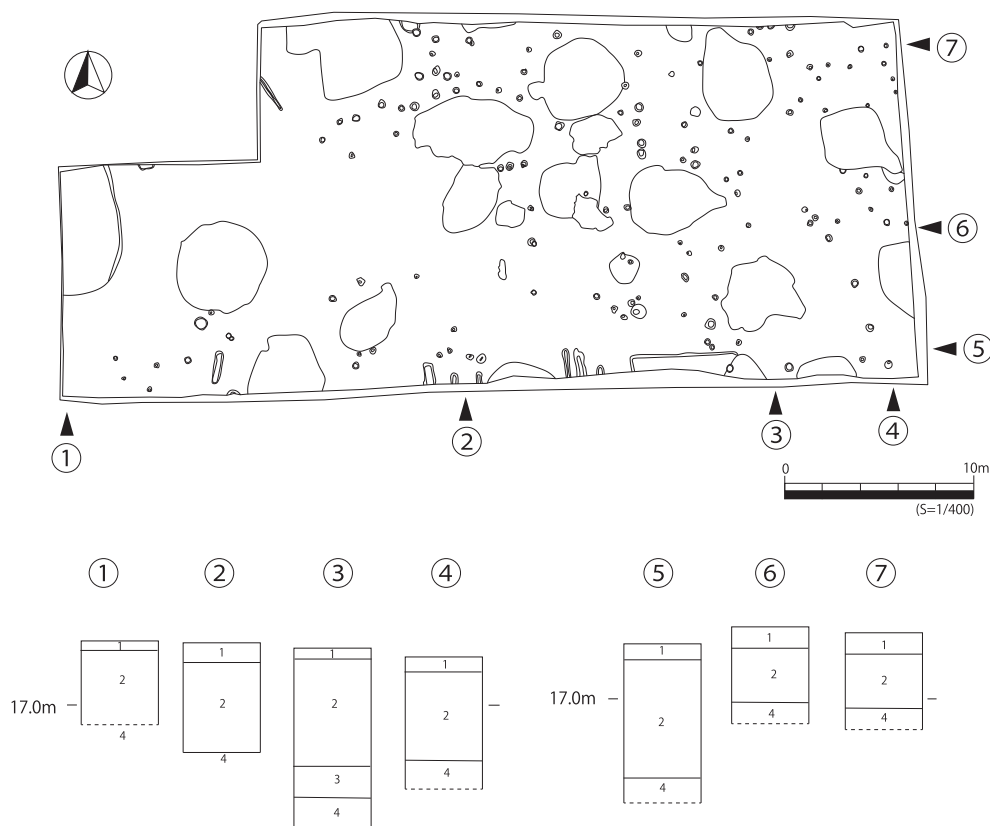 ⑦
⑥
⑤
① ② ③ ④
0 10m
(S=1/400)
① ② ③ ④ ⑤ ⑥ ⑦
1 1 1 1 1 1 1
2 2 2 2 2 2 2
17.0m 17.0m
4 4 3 4 4 4 4
4